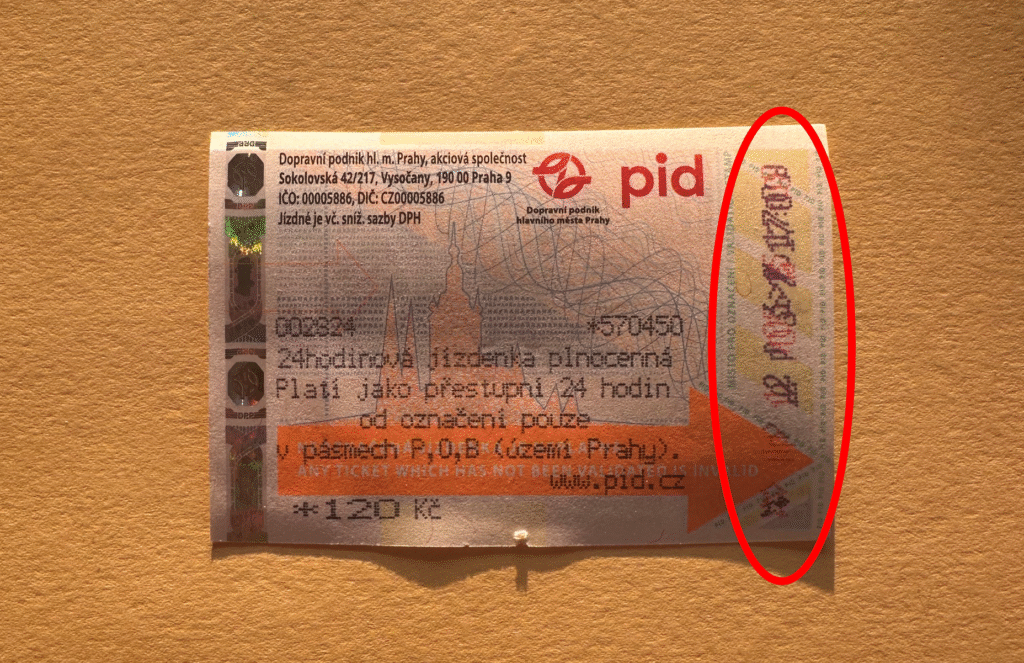 Dopravní podnik hl. m. Prahy, akciová společnost
Sokolovská 42/217, Vysočany, 190 00 Praha 9
IČO: 00005886, DIČ: CZ00005886
Jízdné je vč. sníž. sazby DPH
Dopravní podnik
hlavního města Prahy
pid
002824 *570450
24hodinová jízdenka plnocenná
Platí jako přestupní 24 hodin
od označení pouze
v pásmech P,O,B (území Prahy).
ANY TICKET WHICH HAS NOT BEEN VALIDATED IS INVALID
www.pid.cz
*120 Kč
MÍSTO PRO OZNAČENÍ